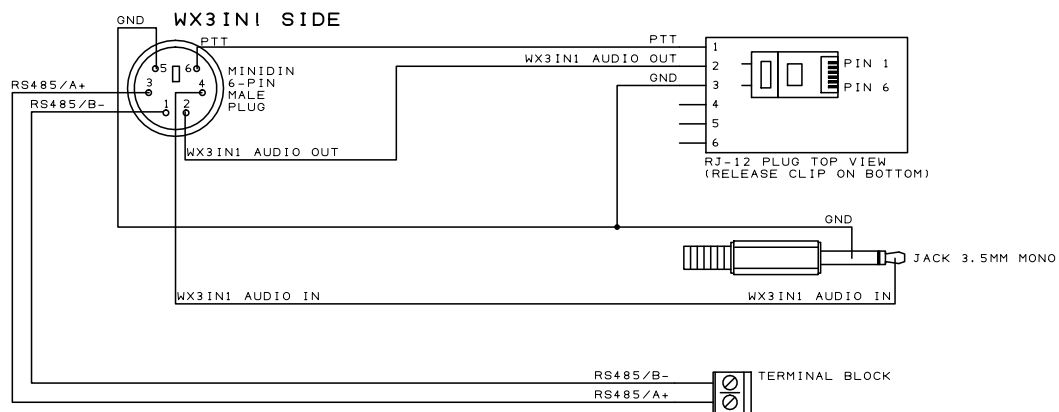 GND
WX3IN! SIDE
PTT
PTT
1
WX3IN1 AUDIO OUT
2
GND
3
4
5
6
PIN 1
PIN 6
RJ-12 PLUG TOP VIEW
(RELEASE CLIP ON BOTTOM)
5
6
3
4
1
2
MINIDIN
6-PIN
MALE
PLUG
RS485/A+
RS485/B-
WX3IN1 AUDIO OUT
GND
JACK 3.5MM MONO
WX3IN1 AUDIO IN
WX3IN1 AUDIO IN
RS485/B-
RS485/A+
TERMINAL BLOCK